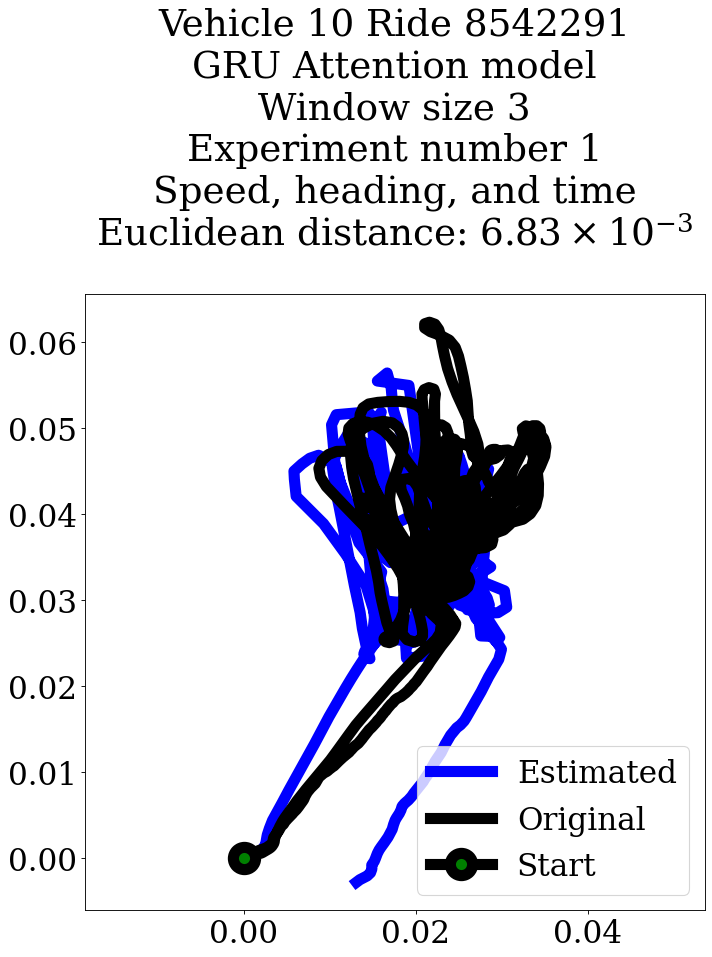 Vehicle 10 Ride 8542291
GRU Attention model
Window size 3
Experiment number 1
Speed, heading, and time
Euclidean distance: 6.83 × 10⁻³
0.06
0.05
0.04
0.03
0.02
0.01
0.00
Estimated
Original
Start
0.00 0.02 0.04